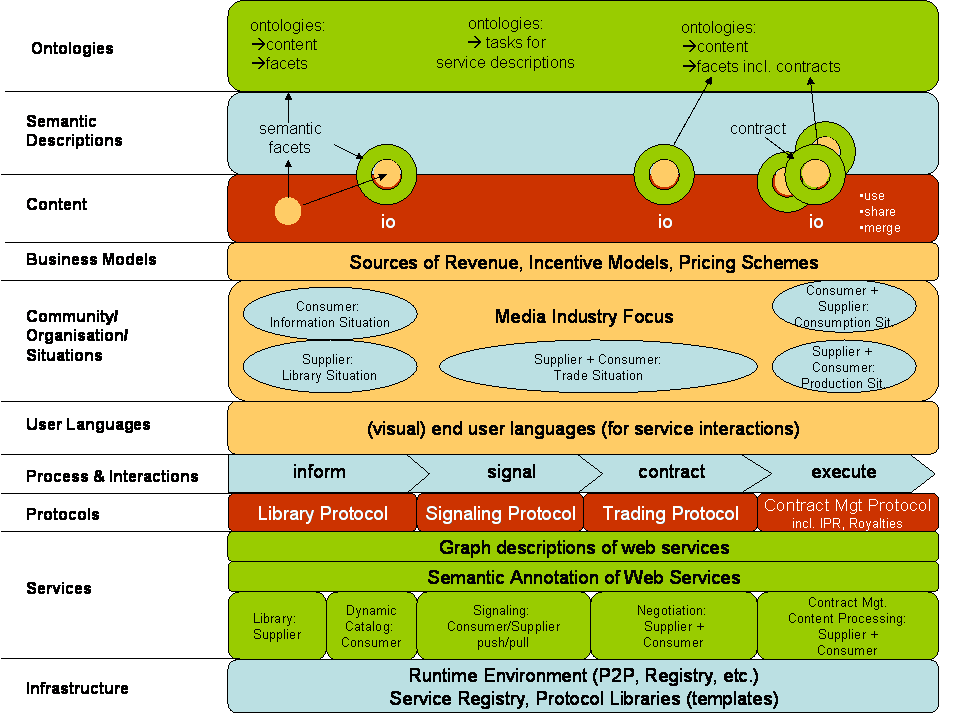 Ontologies
ontologies:
→content
→facets
ontologies:
→ tasks for
service descriptions
ontologies:
→content
→facets incl. contracts
Semantic
Descriptions
semantic
facets
contract
Content
io
io
io
•use
•share
•merge
Business Models
Sources of Revenue, Incentive Models, Pricing Schemes
Community/
Organisation/
Situations
Consumer:
Information Situation
Supplier:
Library Situation
Media Industry Focus
Supplier + Consumer:
Trade Situation
Consumer +
Supplier:
Consumption Sit.
Supplier +
Consumer:
Production Sit.
User Languages
(visual) end user languages (for service interactions)
Process & Interactions
inform
signal
contract
execute
Protocols
Library Protocol
Signaling Protocol
Trading Protocol
Contract Mgt Protocol
incl. IPR, Royalties
Services
Graph descriptions of web services
Semantic Annotation of Web Services
Library:
Supplier
Dynamic
Catalog:
Consumer
Signaling:
Consumer/Supplier
push/pull
Negotiation:
Supplier +
Consumer
Contract Mgt.
Content Processing:
Supplier +
Consumer
Infrastructure
Runtime Environment (P2P, Registry, etc.)
Service Registry, Protocol Libraries (templates)